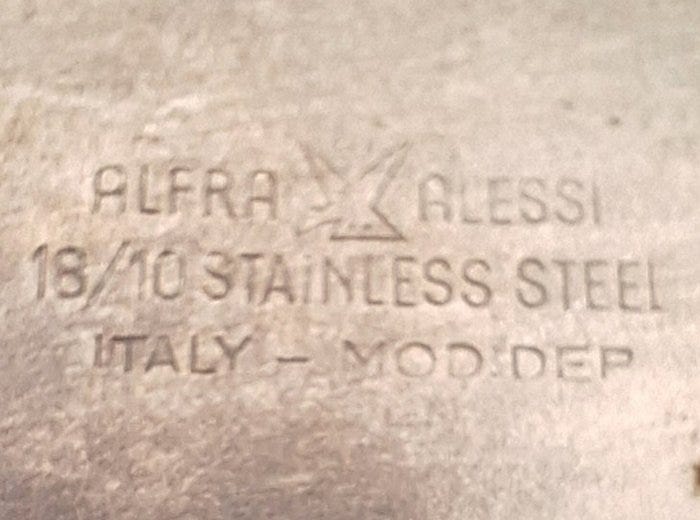 ALFRA ALESSI
18/10 STAINLESS STEEL
ITALY - MOD.DEP